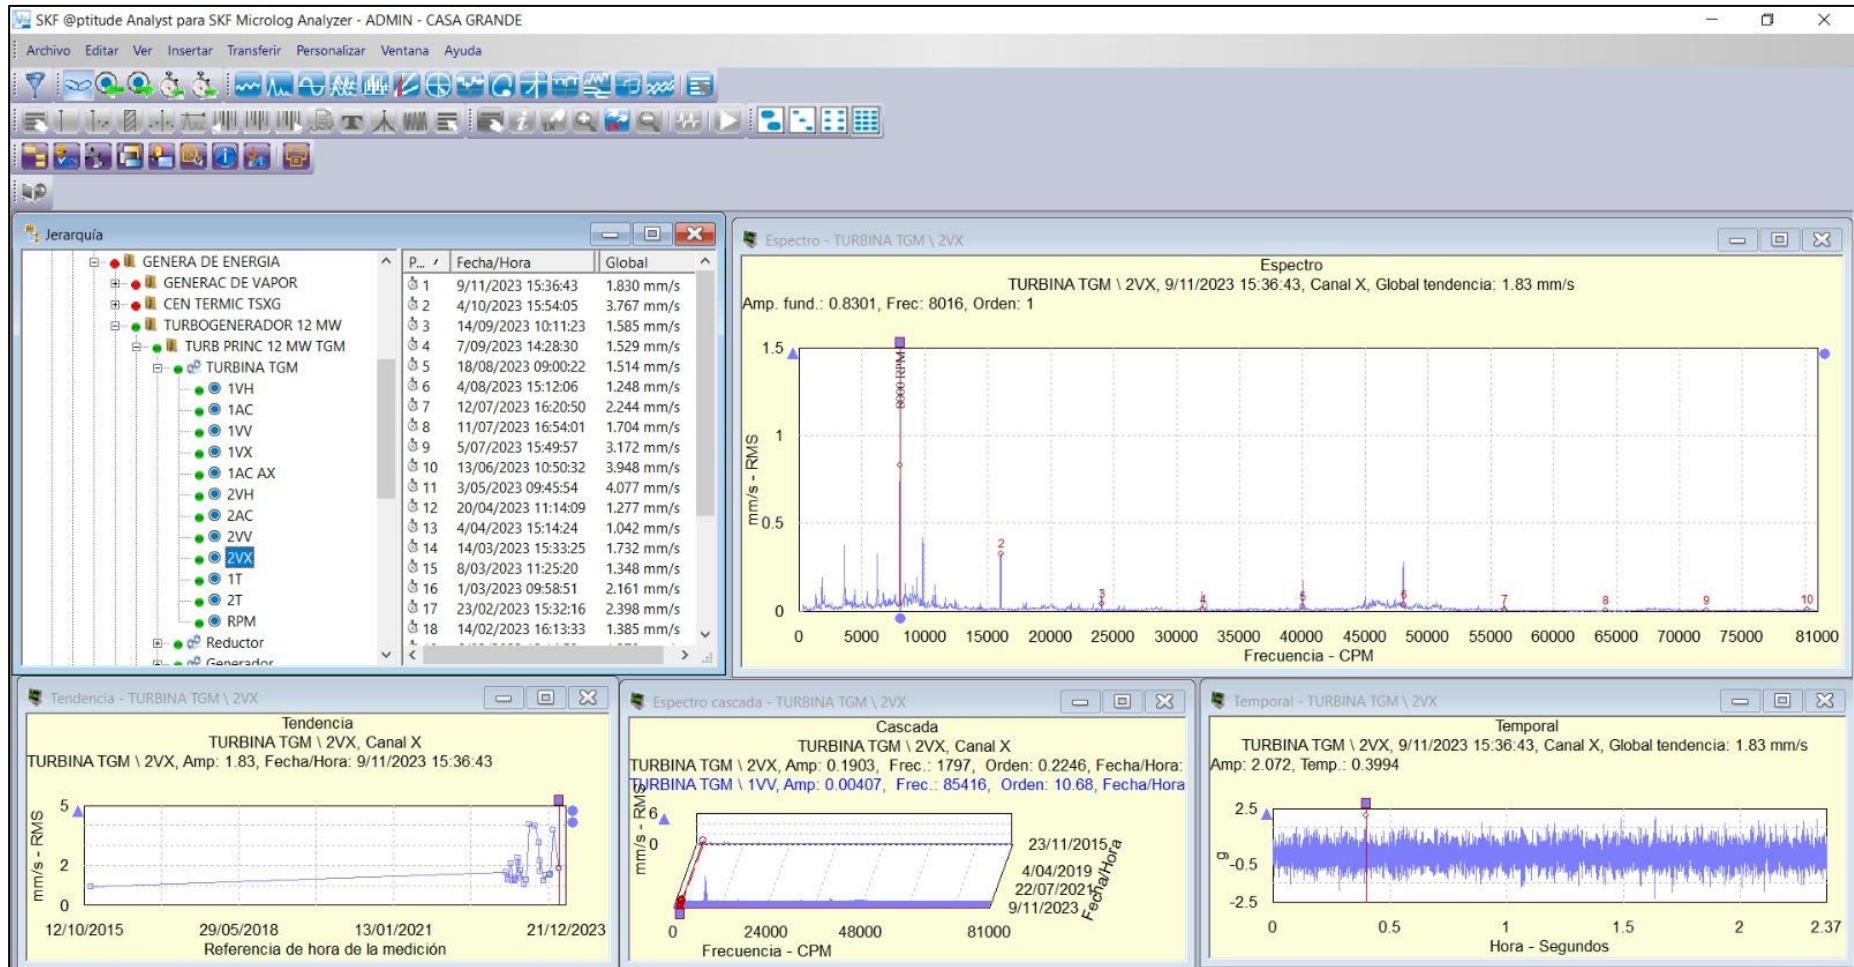 SKF @ptitude Analyst para SKF Microlog Analyzer - ADMIN - CASA GRANDE
Archivo Editar Ver Insertar Transferir Personalizar Ventana Ayuda
Jerarquía
GENERA DE ENERGIA
GENERAC DE VAPOR
CEN TERMIC TSXG
TURBOGENERADOR 12 MW
TURB PRINC 12 MW TGM
TURBINA TGM
1VH
1AC
1VV
1VX
1AC AX
2VH
2AC
2VV
2VX
1T
2T
RPM
Reductor
Generador
P... Fecha/Hora Global
1 9/11/2023 15:36:43 1.830 mm/s
2 4/10/2023 15:54:05 3.767 mm/s
3 14/09/2023 10:11:23 1.585 mm/s
4 7/09/2023 14:28:30 1.529 mm/s
5 18/08/2023 09:00:22 1.514 mm/s
6 4/08/2023 15:12:06 1.248 mm/s
7 12/07/2023 16:20:50 2.244 mm/s
8 11/07/2023 16:54:01 1.704 mm/s
9 5/07/2023 15:49:57 3.172 mm/s
10 13/06/2023 10:50:32 3.948 mm/s
11 3/05/2023 09:45:54 4.077 mm/s
12 20/04/2023 11:14:09 1.277 mm/s
13 4/04/2023 15:14:24 1.042 mm/s
14 14/03/2023 15:33:25 1.732 mm/s
15 8/03/2023 11:25:20 1.348 mm/s
16 1/03/2023 09:58:51 2.161 mm/s
17 23/02/2023 15:32:16 2.398 mm/s
18 14/02/2023 16:13:33 1.385 mm/s
Espectro - TURBINA TGM \ 2VX
Espectro
TURBINA TGM \ 2VX, 9/11/2023 15:36:43, Canal X, Global tendencia: 1.83 mm/s
Amp. fund.: 0.8301, Frec: 8016, Orden: 1
mm/s - RMS
1.5
1
0.5
0
8000 RPM
2
3
4
5
6
7
8
9
10
0 5000 10000 15000 20000 25000 30000 35000 40000 45000 50000 55000 60000 65000 70000 75000 81000
Frecuencia - CPM
Tendencia - TURBINA TGM \ 2VX
Tendencia
TURBINA TGM \ 2VX, Canal X
TURBINA TGM \ 2VX, Amp: 1.83, Fecha/Hora: 9/11/2023 15:36:43
mm/s - RMS
5
2
0
12/10/2015 29/05/2018 13/01/2021 21/12/2023
Referencia de hora de la medición
Espectro cascada - TURBINA TGM \ 2VX
Cascada
TURBINA TGM \ 2VX, Canal X
TURBINA TGM \ 2VX, Amp: 0.1903, Frec.: 1797, Orden: 0.2246, Fecha/Hora:
TURBINA TGM \ 1VV, Amp: 0.00407, Frec.: 85416, Orden: 10.68, Fecha/Hora
mm/s - RMS
6
0
23/11/2015
4/04/2019
22/07/2021
9/11/2023
Fecha/Hora
0 24000 48000 81000
Frecuencia - CPM
Temporal - TURBINA TGM \ 2VX
Temporal
TURBINA TGM \ 2VX, 9/11/2023 15:36:43, Canal X, Global tendencia: 1.83 mm/s
Amp: 2.072, Temp.: 0.3994
g
2.5
-0.5
-2.5
0 0.5 1 1.5 2 2.37
Hora - Segundos